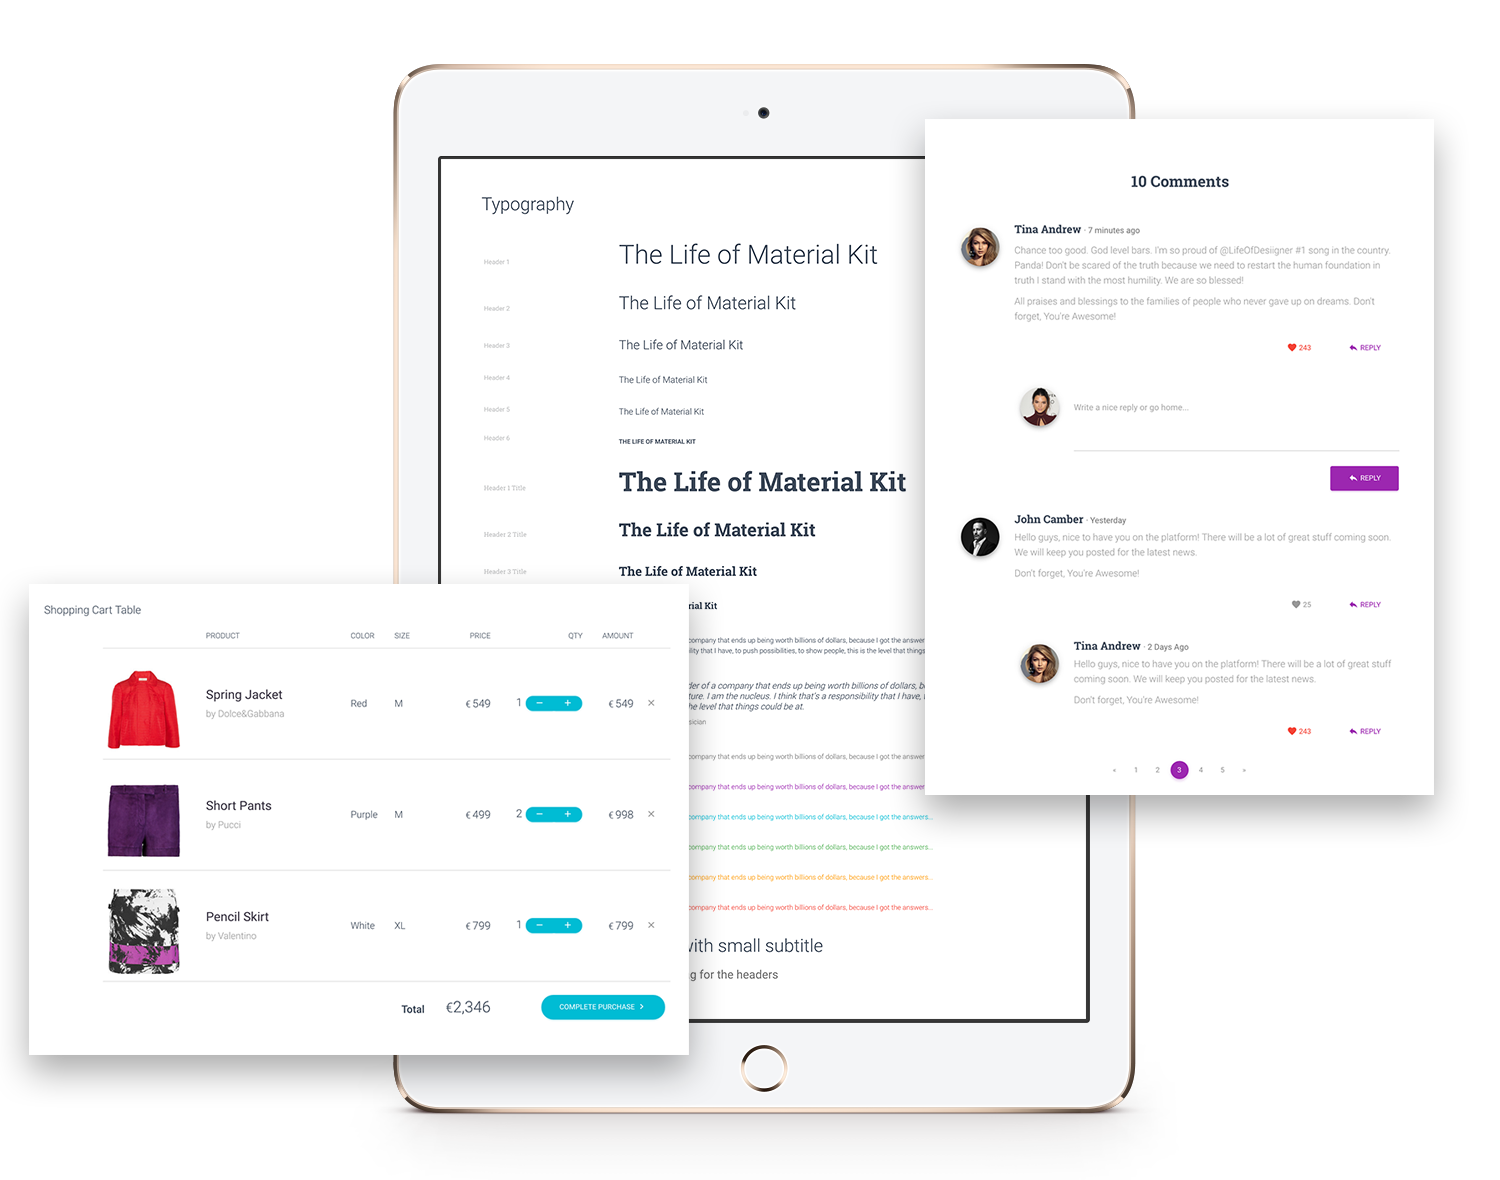 Typography
Header 1
The Life of Material Kit
Header 2
The Life of Material Kit
Header 3
The Life of Material Kit
Header 4
The Life of Material Kit
Header 5
The Life of Material Kit
Header 6
THE LIFE OF MATERIAL KIT
Header 1 Title
The Life of Material Kit
Header 2 Title
The Life of Material Kit
Header 3 Title
The Life of Material Kit
rial Kit
company that ends up being worth billions of dollars, because I got the answers
ility that I have, to push possibilities, to show people, this is the level that things
der of a company that ends up being worth billions of dollars, b
ture. I am the nucleus. I think that's a responsibility that I have,
he level that things could be at.
sician
company that ends up being worth billions of dollars, because I got the answers...
company that ends up being worth billions of dollars, because I got the answers...
company that ends up being worth billions of dollars, because I got the answers...
company that ends up being worth billions of dollars, because I got the answers...
company that ends up being worth billions of dollars, because I got the answers...
company that ends up being worth billions of dollars, because I got the answers...
with small subtitle
g for the headers
10 Comments
Tina Andrew · 7 minutes ago
Chance too good. God level bars. I'm so proud of @LifeOfDesiigner #1 song in the country.
Panda! Don't be scared of the truth because we need to restart the human foundation in
truth I stand with the most humility. We are so blessed!
All praises and blessings to the families of people who never gave up on dreams. Don't
forget, You're Awesome!
243 REPLY
Write a nice reply or go home...
REPLY
John Camber · Yesterday
Hello guys, nice to have you on the platform! There will be a lot of great stuff coming soon.
We will keep you posted for the latest news.
Don't forget, You're Awesome!
25 REPLY
Tina Andrew · 2 Days Ago
Hello guys, nice to have you on the platform! There will be a lot of great stuff
coming soon. We will keep you posted for the latest news.
Don't forget, You're Awesome!
243 REPLY
« 1 2 3 4 5 »
Shopping Cart Table
PRODUCT COLOR SIZE PRICE QTY AMOUNT
Spring Jacket
by Dolce&Gabbana
Red M € 549 1 − + € 549 ×
Short Pants
by Pucci
Purple M € 499 2 − + € 998 ×
Pencil Skirt
by Valentino
White XL € 799 1 − + € 799 ×
Total €2,346 COMPLETE PURCHASE >